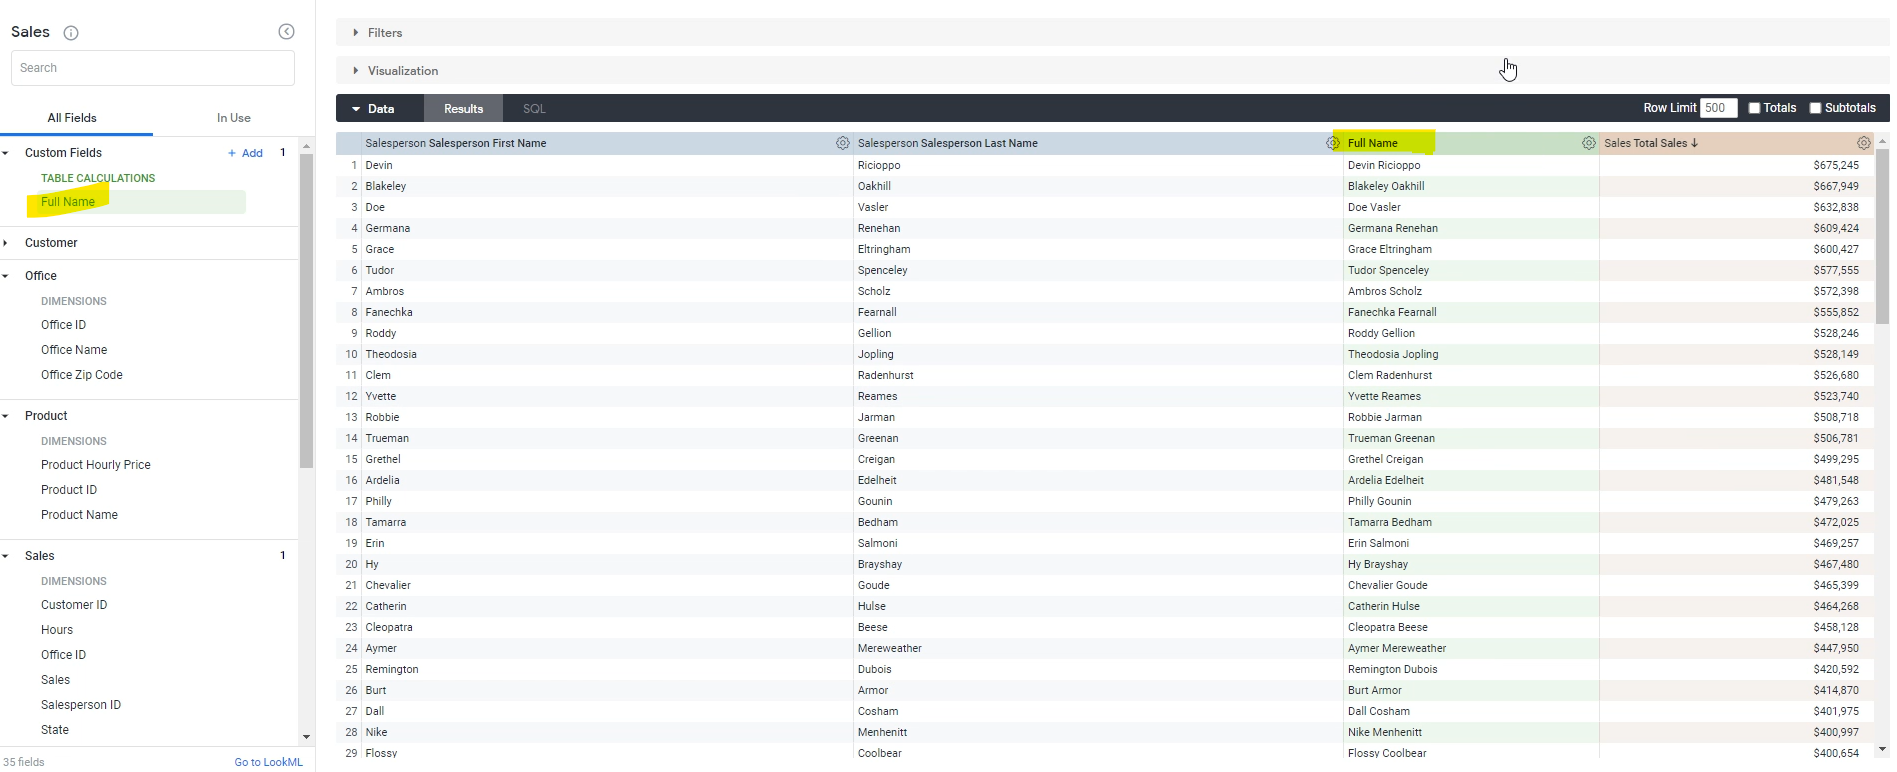 Sales
Search
All Fields In Use
Custom Fields + Add 1
TABLE CALCULATIONS
Full Name
Customer
Office
DIMENSIONS
Office ID
Office Name
Office Zip Code
Product
DIMENSIONS
Product Hourly Price
Product ID
Product Name
Sales 1
DIMENSIONS
Customer ID
Hours
Office ID
Sales
Salesperson ID
State
35 fields Go to LookML
Filters
Visualization
Data Results SQL Row Limit 500 Totals Subtotals
Salesperson Salesperson First Name Salesperson Salesperson Last Name Full Name Sales Total Sales ↓
1 Devin Ricioppo Devin Ricioppo $675,245
2 Blakeley Oakhill Blakeley Oakhill $667,949
3 Doe Vasler Doe Vasler $632,838
4 Germana Renehan Germana Renehan $609,424
5 Grace Eltringham Grace Eltringham $600,427
6 Tudor Spenceley Tudor Spenceley $577,555
7 Ambros Scholz Ambros Scholz $572,398
8 Fanechka Fearnall Fanechka Fearnall $555,852
9 Roddy Gellion Roddy Gellion $528,246
10 Theodosia Jopling Theodosia Jopling $528,149
11 Clem Radenhurst Clem Radenhurst $526,680
12 Yvette Reames Yvette Reames $523,740
13 Robbie Jarman Robbie Jarman $508,718
14 Trueman Greenan Trueman Greenan $506,781
15 Grethel Creigan Grethel Creigan $499,295
16 Ardelia Edelheit Ardelia Edelheit $481,548
17 Philly Gounin Philly Gounin $479,263
18 Tamarra Bedham Tamarra Bedham $472,025
19 Erin Salmoni Erin Salmoni $469,257
20 Hy Brayshay Hy Brayshay $467,480
21 Chevalier Goude Chevalier Goude $465,399
22 Catherin Hulse Catherin Hulse $464,268
23 Cleopatra Beese Cleopatra Beese $458,128
24 Aymer Mereweather Aymer Mereweather $447,950
25 Remington Dubois Remington Dubois $420,592
26 Burt Armor Burt Armor $414,870
27 Dall Cosham Dall Cosham $401,975
28 Nike Menhenitt Nike Menhenitt $400,997
29 Flossy Coolbear Flossy Coolbear $400,654